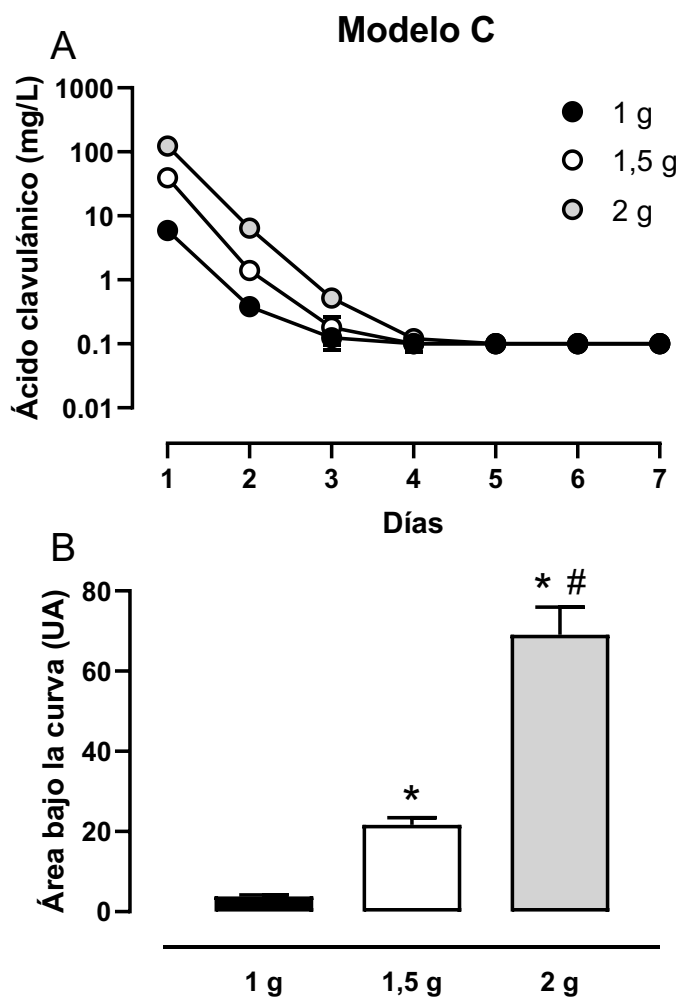 A
Modelo C
Ácido clavulánico (mg/L)
1000
100
10
1
0.1
0.01
1 g
1,5 g
2 g
1 2 3 4 5 6 7
Días
B
Área bajo la curva (UA)
80
60
40
20
0
*
* #
1 g 1,5 g 2 g